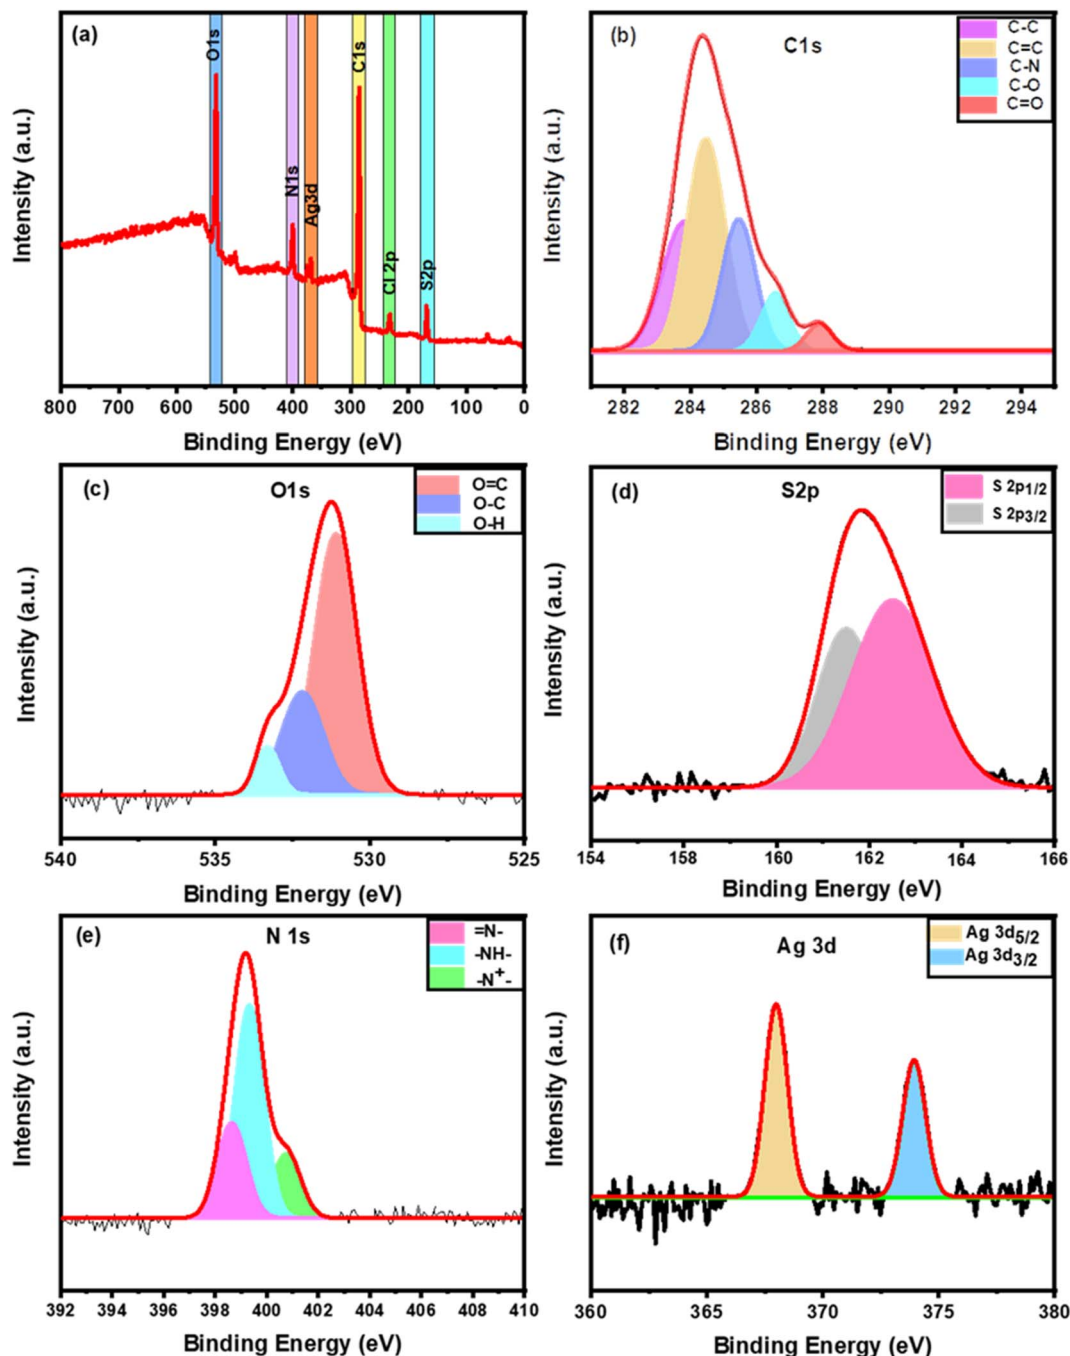 (a)
O1s
N1s
Ag3d
C1s
Cl 2p
S2p
Intensity (a.u.)
800 700 600 500 400 300 200 100 0
Binding Energy (eV)
(b)
C1s
C-C
C=C
C-N
C-O
C=O
Intensity (a.u.)
282 284 286 288 290 292 294
Binding Energy (eV)
(c)
O1s
O=C
O-C
O-H
Intensity (a.u.)
540 535 530 525
Binding Energy (eV)
(d)
S2p
S 2p1/2
S 2p3/2
Intensity (a.u.)
154 156 158 160 162 164 166
Binding Energy (eV)
(e)
N 1s
=N-
-NH-
-N⁺-
Intensity (a.u.)
392 394 396 398 400 402 404 406 408 410
Binding Energy (eV)
(f)
Ag 3d
Ag 3d5/2
Ag 3d3/2
Intensity (a.u.)
360 365 370 375 380
Binding Energy (eV)